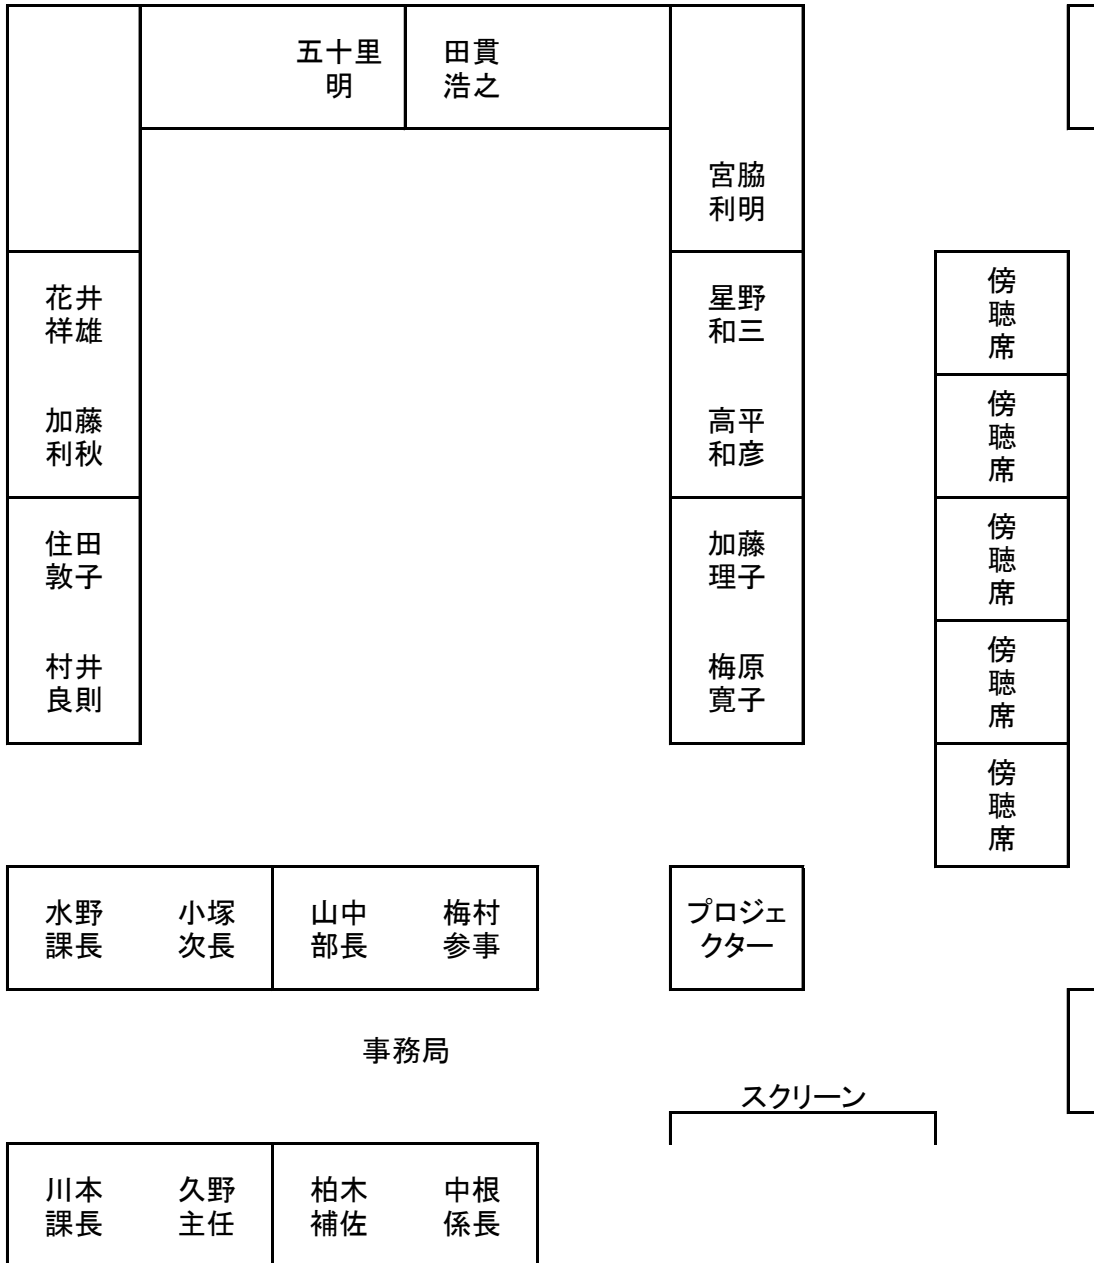 五十里
明
田貫
浩之
宮脇
利明
花井
祥雄
星野
和三
傍
聴
席
加藤
利秋
高平
和彦
傍
聴
席
住田
敦子
加藤
理子
傍
聴
席
村井
良則
梅原
寛子
傍
聴
席
傍
聴
席
水野
課長
小塚
次長
山中
部長
梅村
参事
プロジェ
クター
事務局
スクリーン
川本
課長
久野
主任
柏木
補佐
中根
係長